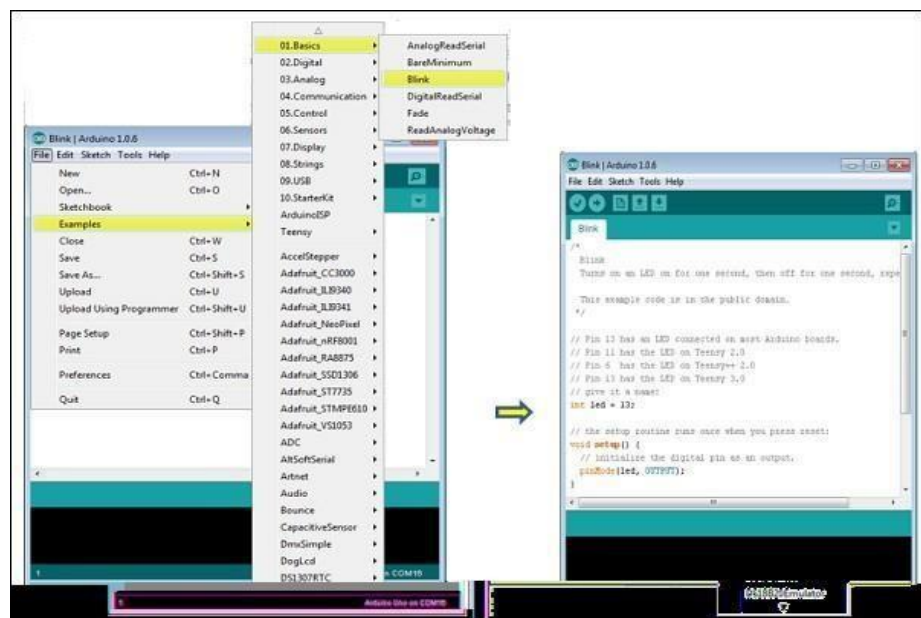 Blink | Arduino 1.0.6
File Edit Sketch Tools Help
New Ctrl+N
Open... Ctrl+O
Sketchbook
Examples
Close Ctrl+W
Save Ctrl+S
Save As... Ctrl+Shift+S
Upload Ctrl+U
Upload Using Programmer Ctrl+Shift+U
Page Setup Ctrl+Shift+P
Print Ctrl+P
Preferences Ctrl+Comma
Quit Ctrl+Q
1
on COM16
01.Basics
02.Digital
03.Analog
04.Communication
05.Control
06.Sensors
07.Display
08.Strings
09.USB
10.StarterKit
ArduinoISP
Teensy
AccelStepper
Adafruit_CC3000
Adafruit_ILI9340
Adafruit_ILI9341
Adafruit_NeoPixel
Adafruit_nRF8001
Adafruit_RA8875
Adafruit_SSD1306
Adafruit_ST7735
Adafruit_STMPE610
Adafruit_VS1053
ADC
AltSoftSerial
Artnet
Audio
Bounce
CapacitiveSensor
DmxSimple
DogLcd
DS1307RTC
AnalogReadSerial
BareMinimum
Blink
DigitalReadSerial
Fade
ReadAnalogVoltage
Blink | Arduino 1.0.6
File Edit Sketch Tools Help
Blink
/*
Blink
Turns on an LED on for one second, then off for one second, repe
This example code is in the public domain.
*/
// Pin 13 has an LED connected on most Arduino boards.
// Pin 11 has the LED on Teensy 2.0
// Pin 6 has the LED on Teensy++ 2.0
// Pin 13 has the LED on Teensy 3.0
// give it a name:
int led = 13;
// the setup routine runs once when you press reset:
void setup() {
// initialize the digital pin as an output.
pinMode(led, OUTPUT);
}
1
Arduino Uno on COM16